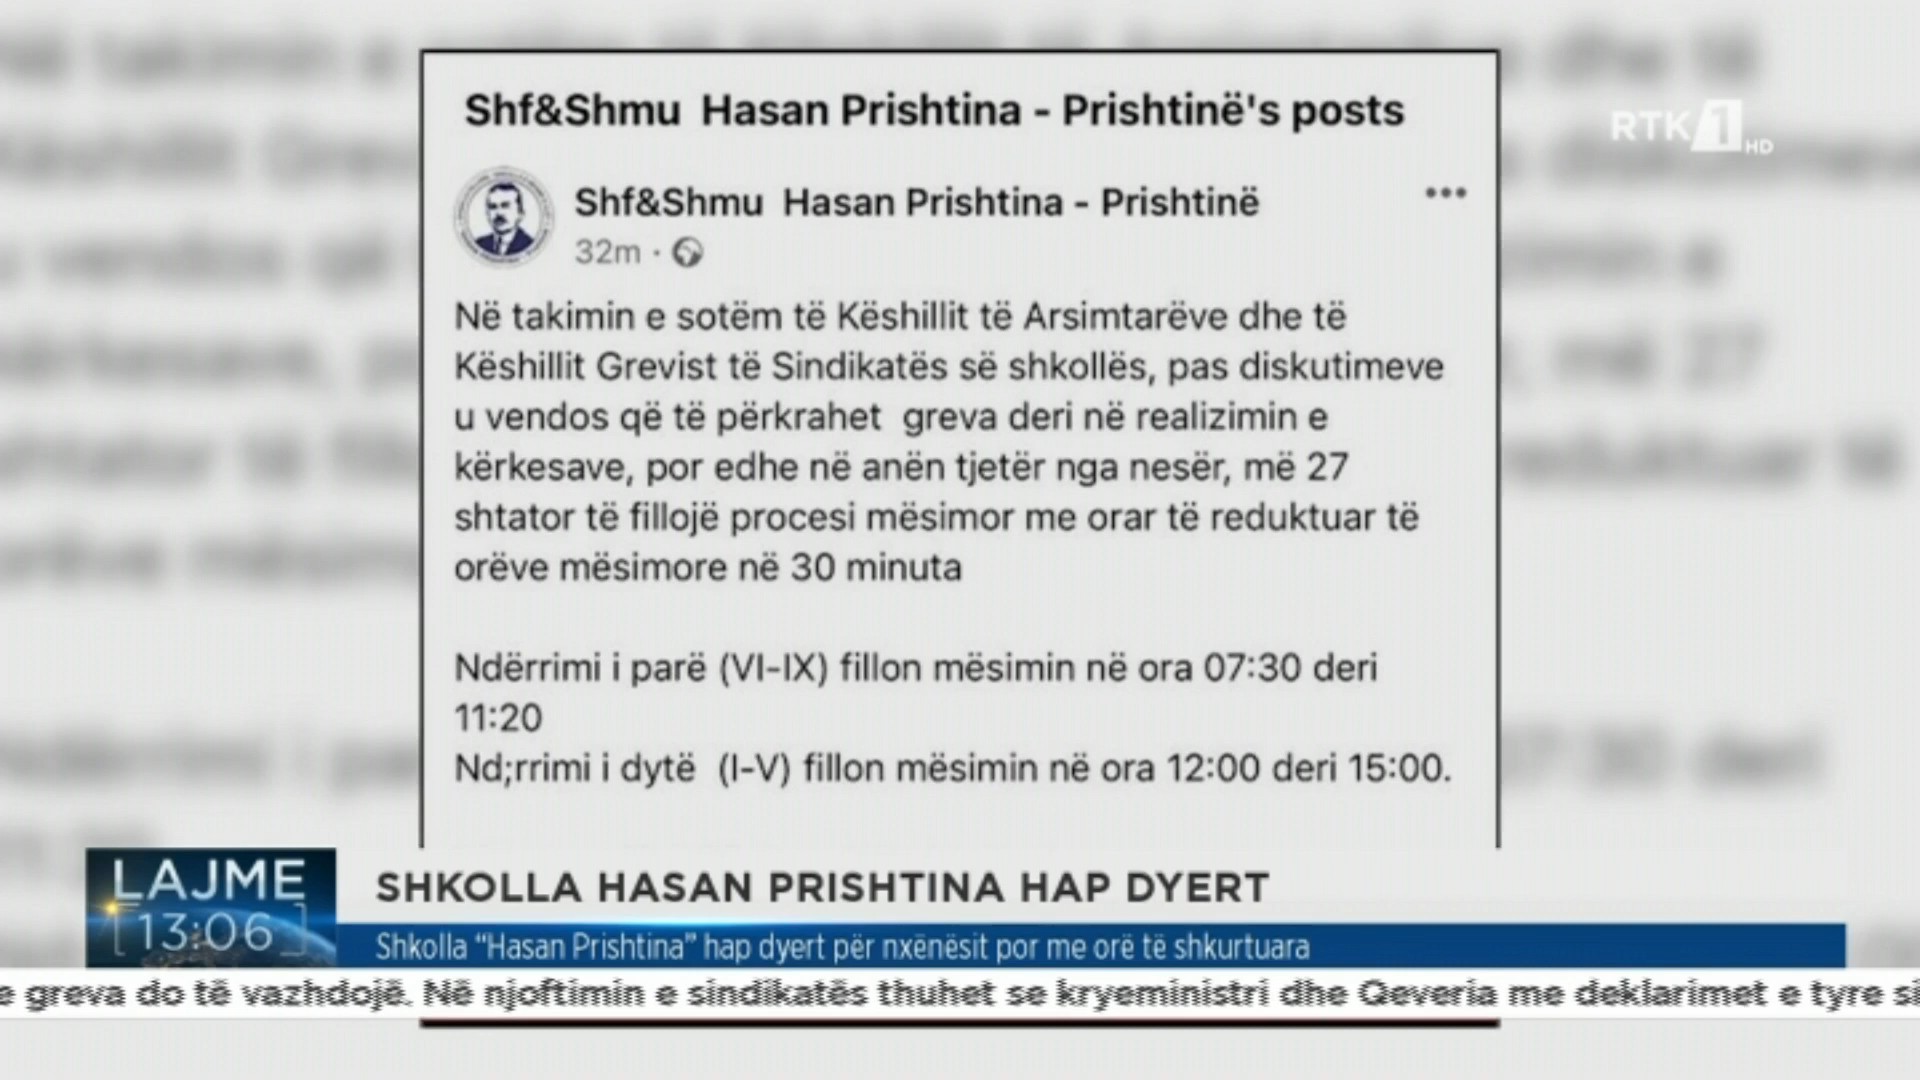 Shf&Shmu Hasan Prishtina - Prishtinë's posts
RTK 1 HD
Shf&Shmu Hasan Prishtina - Prishtinë
32m ·
Në takimin e sotëm të Këshillit të Arsimtarëve dhe të
Këshillit Grevist të Sindikatës së shkollës, pas diskutimeve
u vendos që të përkrahet greva deri në realizimin e
kërkesave, por edhe në anën tjetër nga nesër, më 27
shtator të fillojë procesi mësimor me orar të reduktuar të
orëve mësimore në 30 minuta
Ndërrimi i parë (VI-IX) fillon mësimin në ora 07:30 deri
11:20
Nd;rrimi i dytë (I-V) fillon mësimin në ora 12:00 deri 15:00.
LAJME
13:06
SHKOLLA HASAN PRISHTINA HAP DYERT
Shkolla “Hasan Prishtina” hap dyert për nxënësit por me orë të shkurtuara
e greva do të vazhdojë. Në njoftimin e sindikatës thuhet se kryeministri dhe Qeveria me deklarimet e tyre